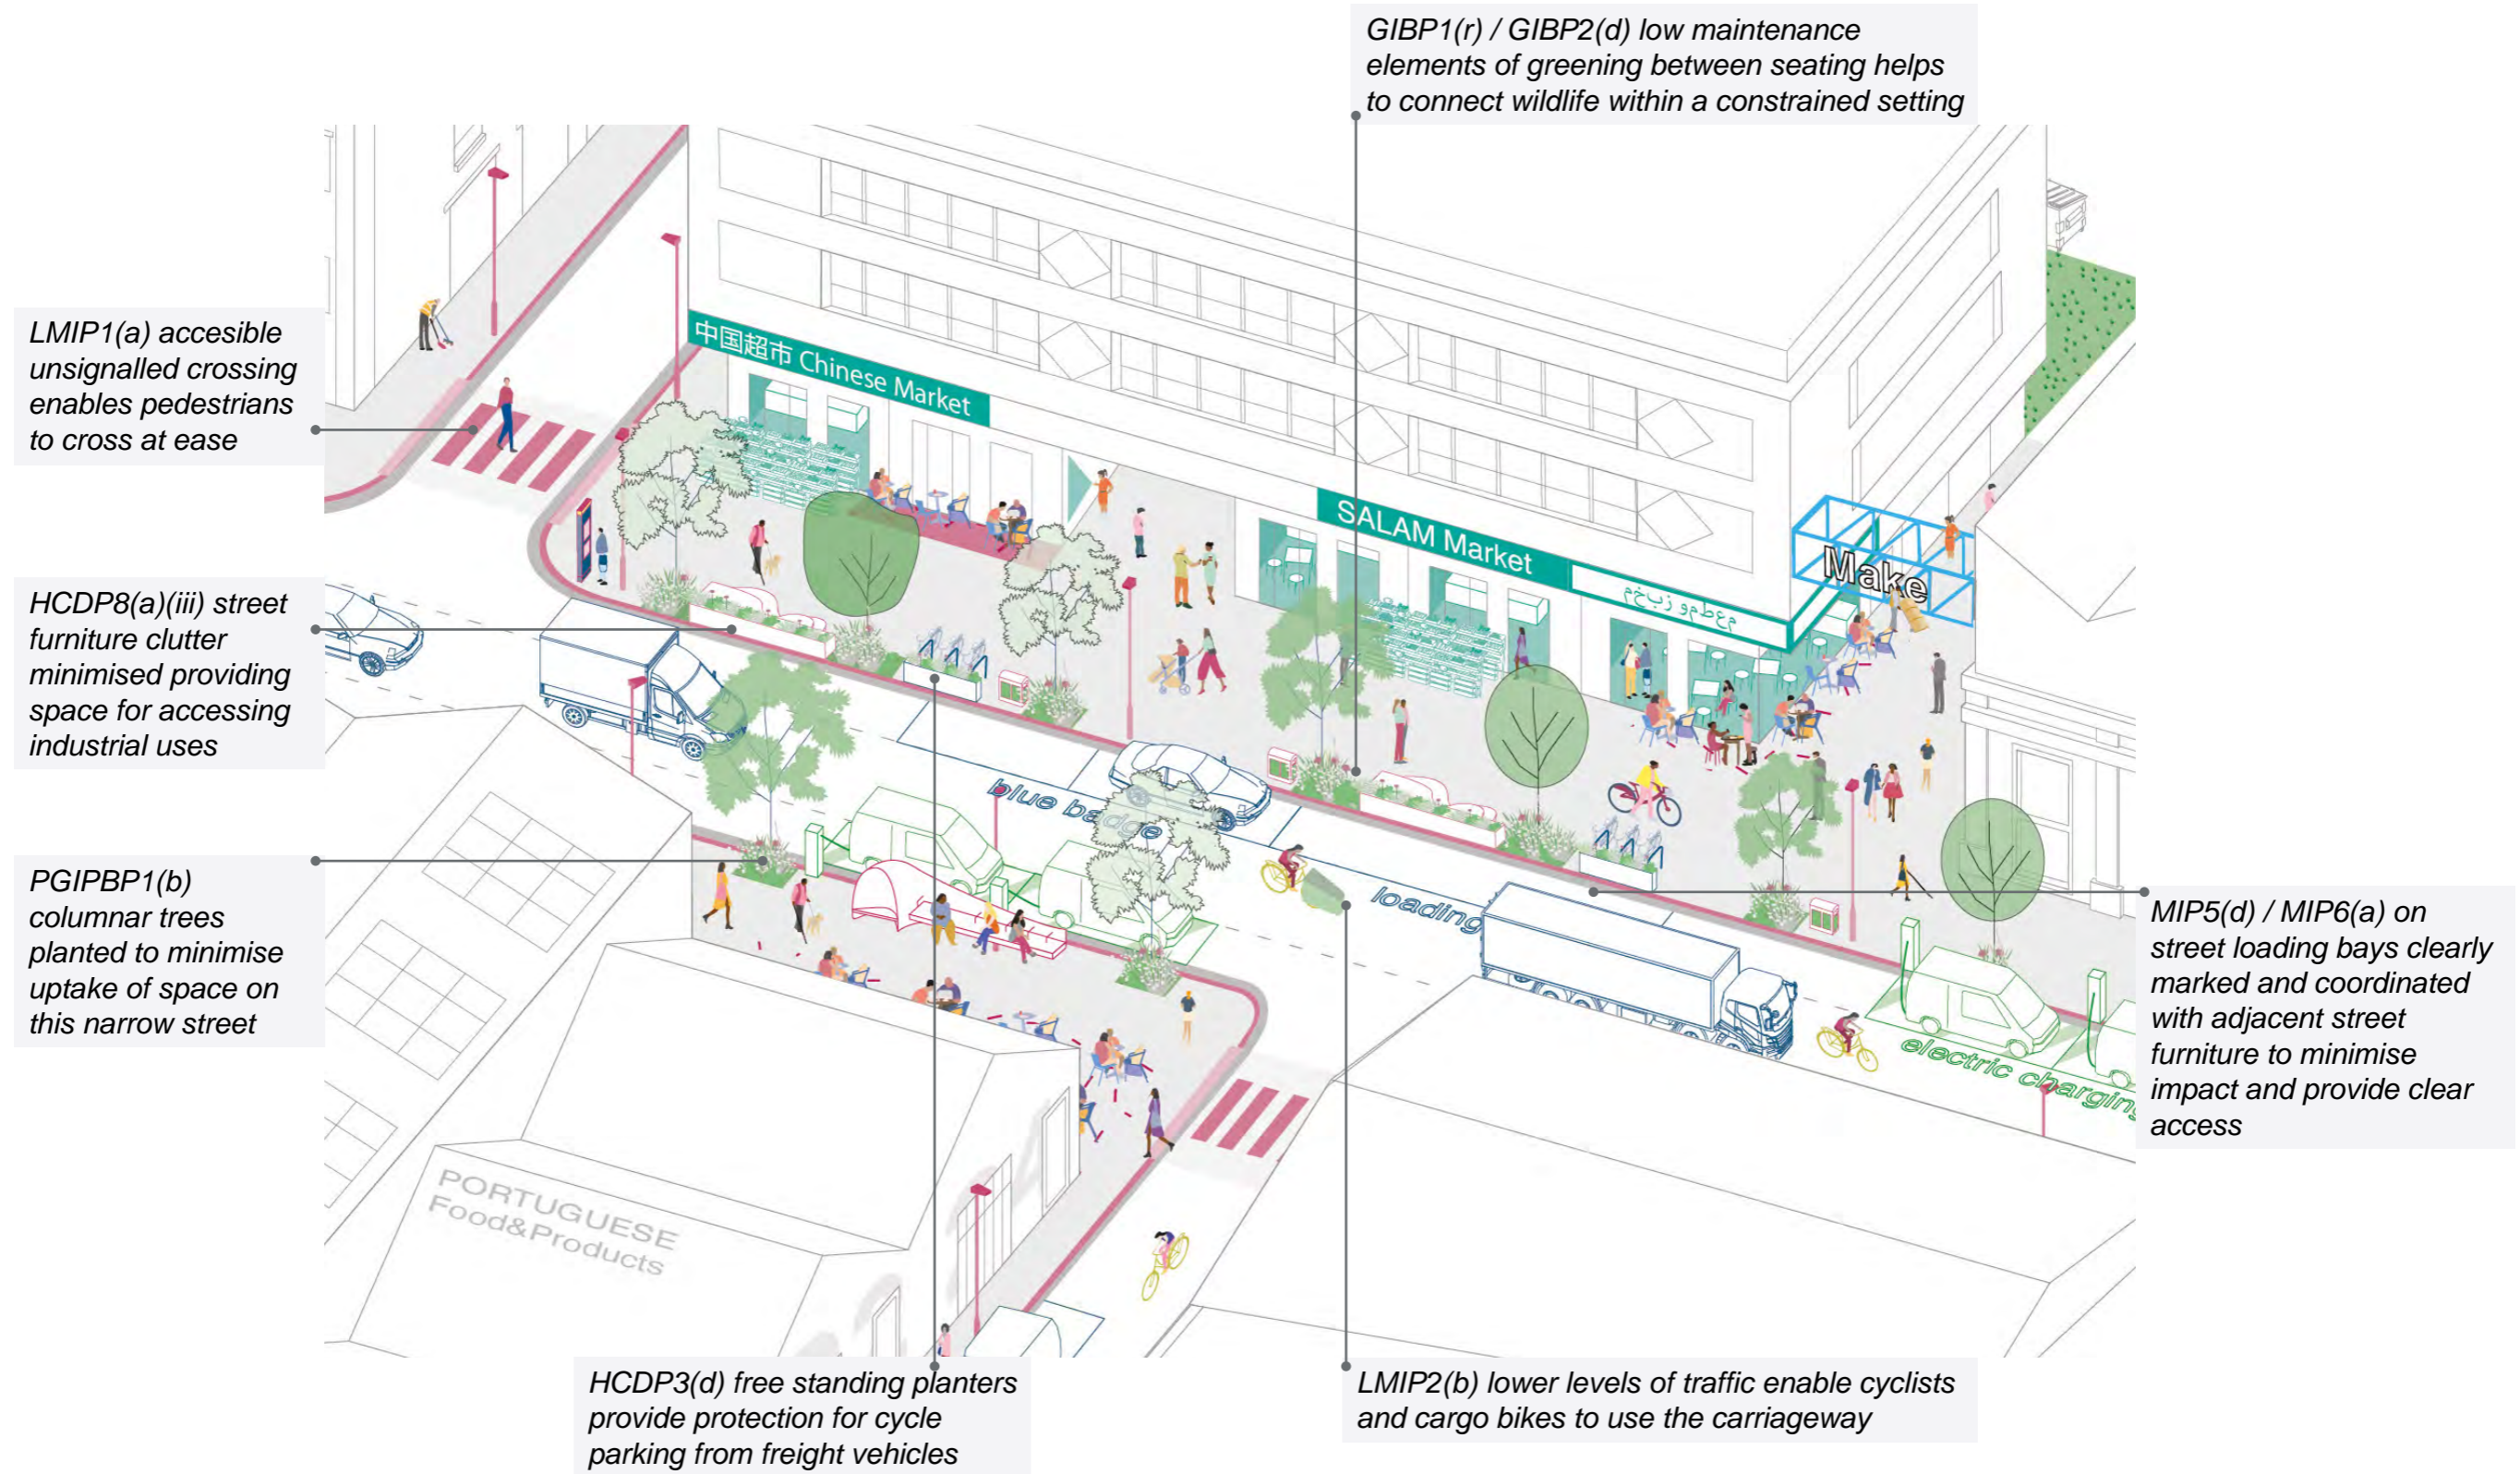 GIBP1(r) / GIBP2(d) low maintenance
elements of greening between seating helps
to connect wildlife within a constrained setting
LMIP1(a) accesible
unsignalled crossing
enables pedestrians
to cross at ease
HCDP8(a)(iii) street
furniture clutter
minimised providing
space for accessing
industrial uses
PGIPBP1(b)
columnar trees
planted to minimise
uptake of space on
this narrow street
中国超市 Chinese Market
SALAM Market
Make
blue badge
loading
electric charging
MIP5(d) / MIP6(a) on
street loading bays clearly
marked and coordinated
with adjacent street
furniture to minimise
impact and provide clear
access
PORTUGUESE
Food&Products
HCDP3(d) free standing planters
provide protection for cycle
parking from freight vehicles
LMIP2(b) lower levels of traffic enable cyclists
and cargo bikes to use the carriageway